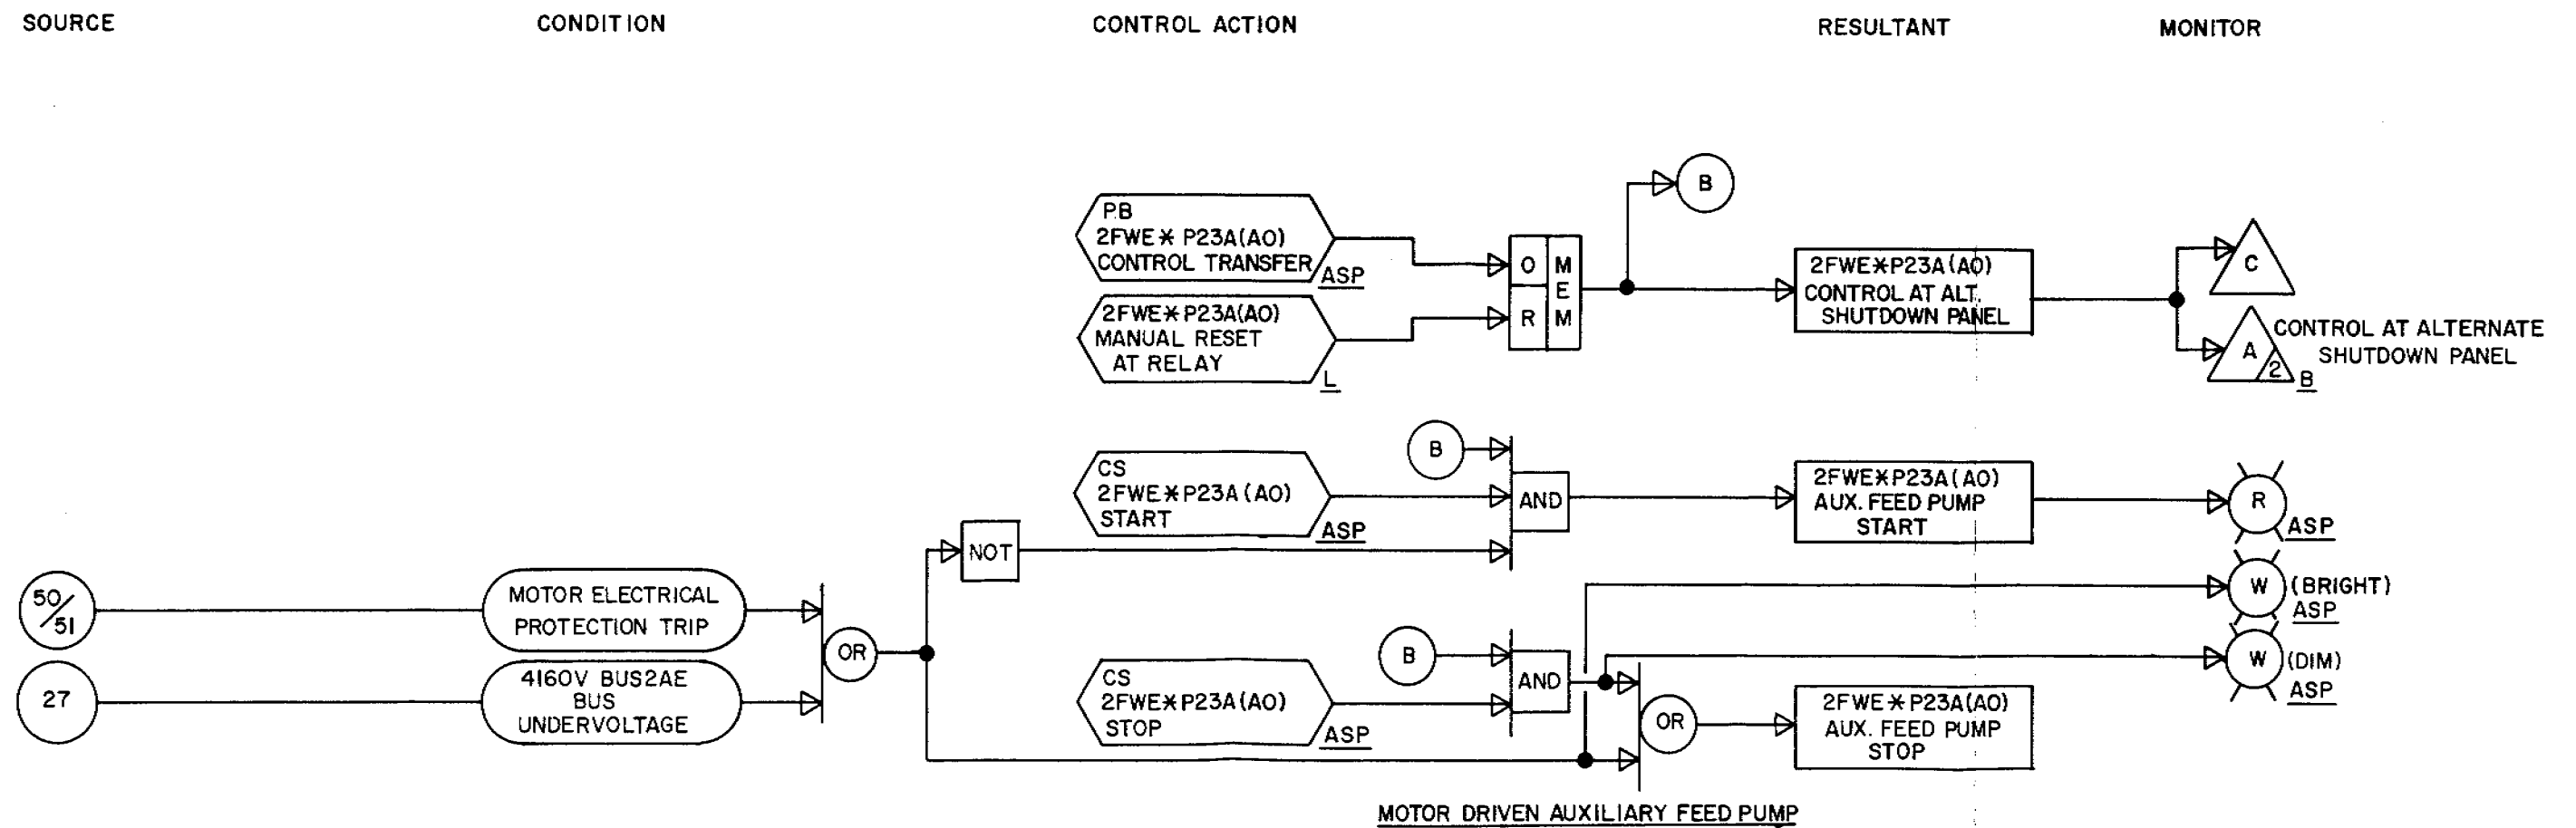 SOURCE
CONDITION
CONTROL ACTION
RESULTANT
MONITOR
B
PB
2FWE* P23A(AO)
CONTROL TRANSFER
ASP
2FWE* P23A(AO)
MANUAL RESET
AT RELAY
L
O
R
MEM
2FWE*P23A(AO)
CONTROL AT ALT.
SHUTDOWN PANEL
C
A
2
B
CONTROL AT ALTERNATE
SHUTDOWN PANEL
B
CS
2FWE*P23A(AO)
START
ASP
AND
2FWE*P23A(AO)
AUX. FEED PUMP
START
R
ASP
NOT
50/51
MOTOR ELECTRICAL
PROTECTION TRIP
27
4160V BUS2AE
BUS
UNDERVOLTAGE
OR
W
(BRIGHT)
ASP
B
CS
2FWE*P23A(AO)
STOP
ASP
AND
W
(DIM)
ASP
OR
2FWE*P23A(AO)
AUX. FEED PUMP
STOP
MOTOR DRIVEN AUXILIARY FEED PUMP